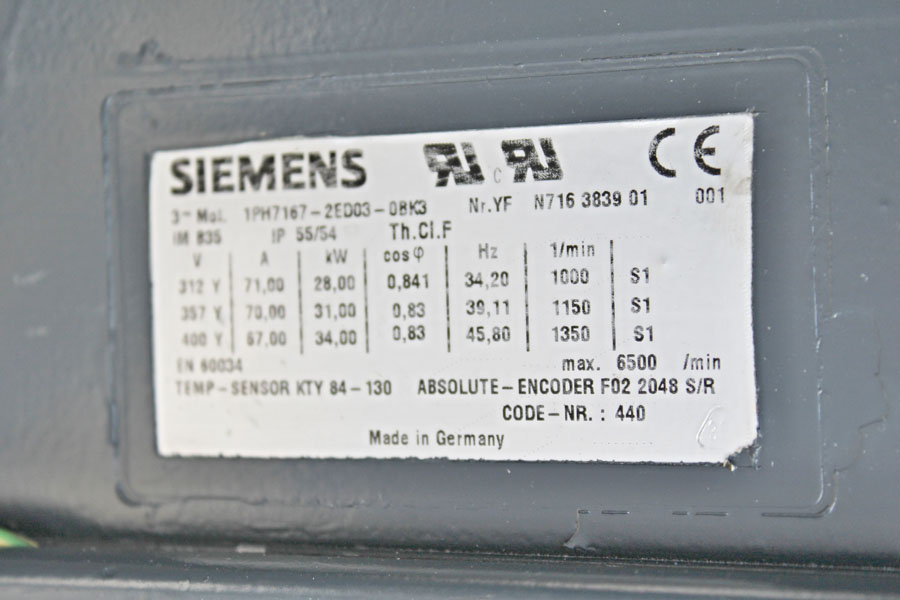 SIEMENS c CE
3~ Mot. 1PH7167-2ED03-0BK3 Nr.YF N716 3839 01 001
IM B35 IP 55/54 Th.Cl.F
V A kW cosφ Hz 1/min
312 Y 71,00 28,00 0,841 34,20 1000 S1
357 Y 70,00 31,00 0,83 39,11 1150 S1
400 Y 67,00 34,00 0,83 45,80 1350 S1
EN 60034 max. 6500 /min
TEMP-SENSOR KTY 84-130 ABSOLUTE-ENCODER F02 2048 S/R
CODE-NR.: 440
Made in Germany